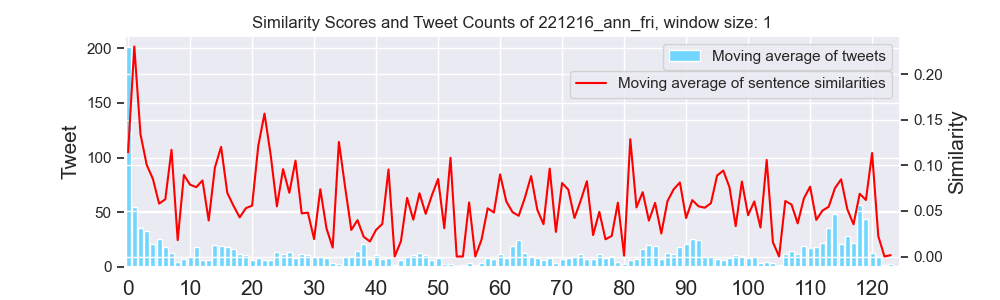 Similarity Scores and Tweet Counts of 221216_ann_fri, window size: 1
Moving average of tweets
Moving average of sentence similarities
Tweet
200
150
100
50
0
Similarity
0.20
0.15
0.10
0.05
0.00
0 10 20 30 40 50 60 70 80 90 100 110 120